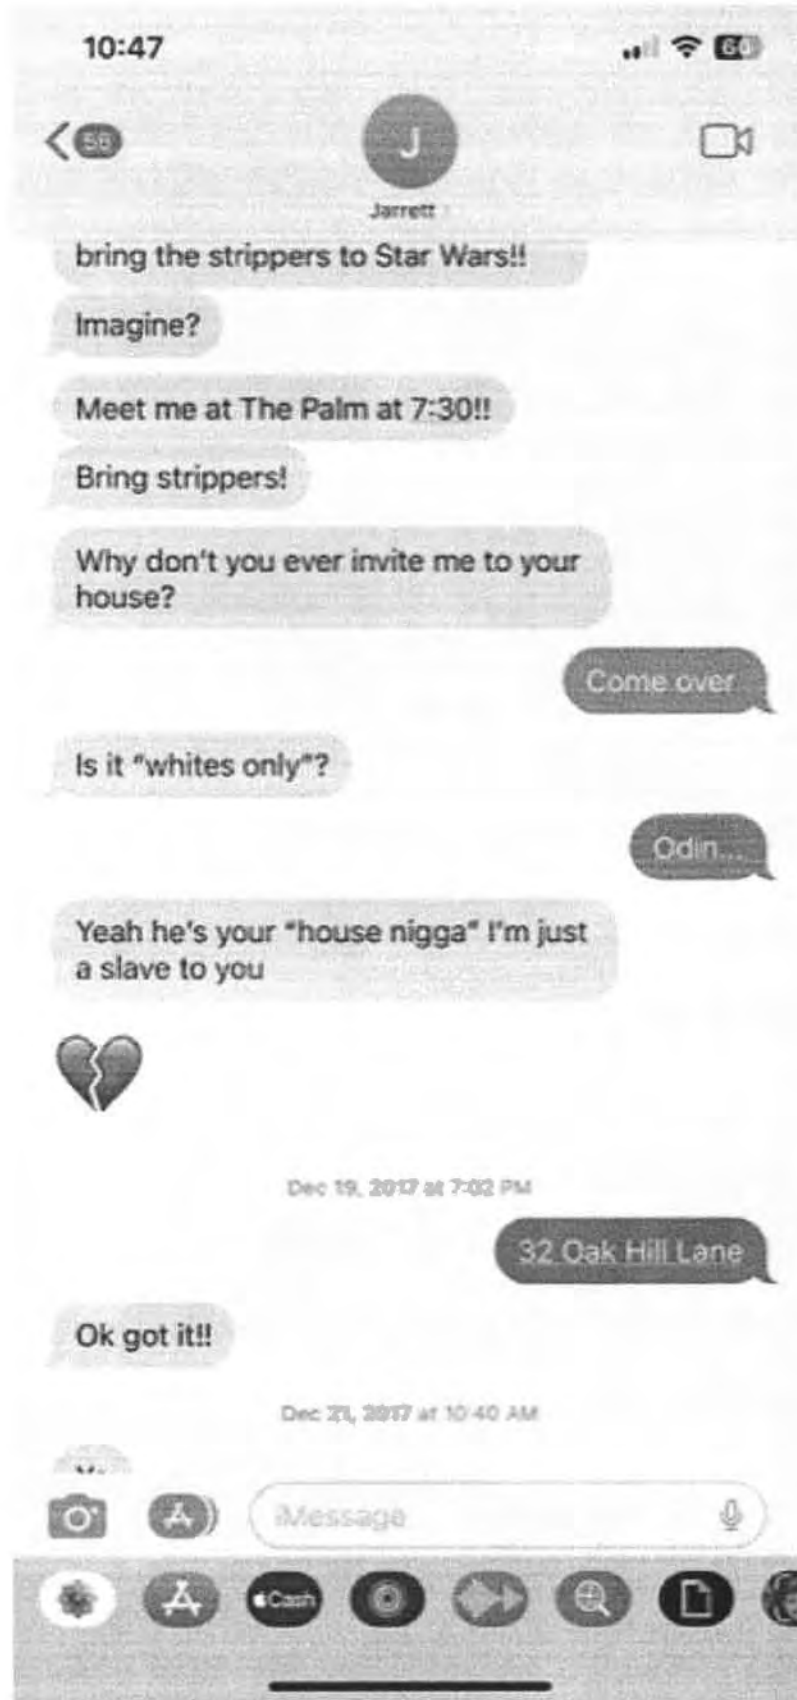 10:47
60
56
J
Jarrett
bring the strippers to Star Wars!!
Imagine?
Meet me at The Palm at 7:30!!
Bring strippers!
Why don't you ever invite me to your
house?
Come over
Is it "whites only"?
Odin...
Yeah he's your "house nigga" I'm just
a slave to you
Dec 19, 2017 at 7:02 PM
32 Oak Hill Lane
Ok got it!!
Dec 21, 2017 at 10:40 AM
iMessage
Cash